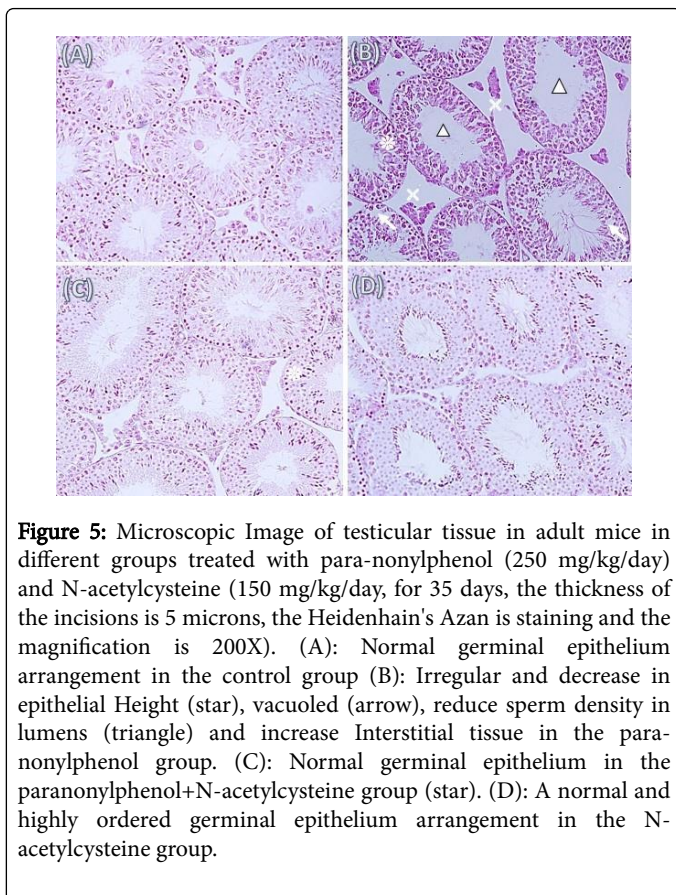 (A)
(B)
(C)
(D)
Figure 5: Microscopic Image of testicular tissue in adult mice in
different groups treated with para-nonylphenol (250 mg/kg/day)
and N-acetylcysteine (150 mg/kg/day, for 35 days, the thickness of
the incisions is 5 microns, the Heidenhain's Azan is staining and the
magnification is 200X). (A): Normal germinal epithelium
arrangement in the control group (B): Irregular and decrease in
epithelial Height (star), vacuoled (arrow), reduce sperm density in
lumens (triangle) and increase Interstitial tissue in the para-
nonylphenol group. (C): Normal germinal epithelium in the
paranonylphenol+N-acetylcysteine group (star). (D): A normal and
highly ordered germinal epithelium arrangement in the N-
acetylcysteine group.